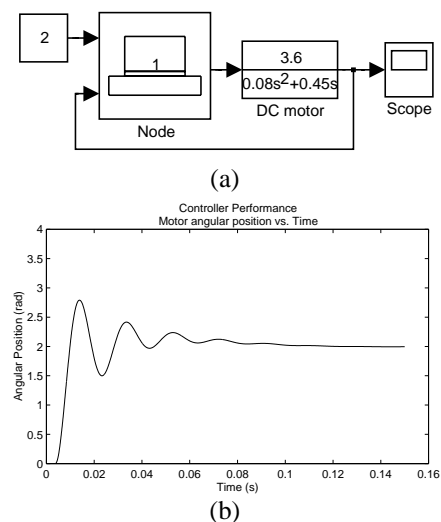 2
1
3.6
0.08s²+0.45s
Node
DC motor
Scope
(a)
Controller Performance
Motor angular position vs. Time
4
3.5
3
2.5
2
1.5
1
0.5
0
Angular Position (rad)
0 0.02 0.04 0.06 0.08 0.1 0.12 0.14 0.16
Time (s)
(b)